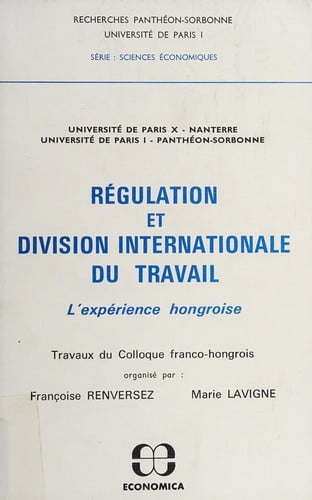 RECHERCHES PANTHÉON-SORBONNE
UNIVERSITÉ DE PARIS I
SÉRIE : SCIENCES ÉCONOMIQUES
UNIVERSITÉ DE PARIS X - NANTERRE
UNIVERSITÉ DE PARIS I - PANTHÉON-SORBONNE
RÉGULATION
ET
DIVISION INTERNATIONALE
DU TRAVAIL
L'expérience hongroise
Travaux du Colloque franco-hongrois
organisé par :
Françoise RENVERSEZ Marie LAVIGNE
ECONOMICA